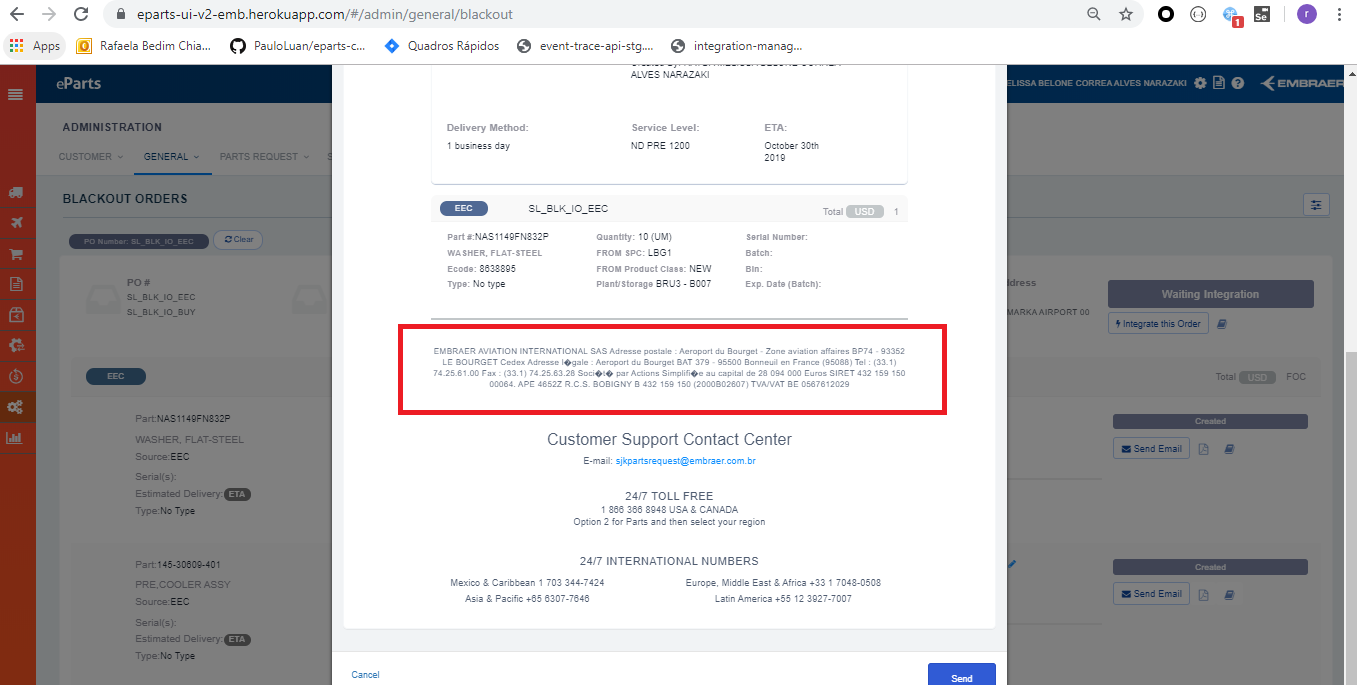 eparts-ui-v2-emb.herokuapp.com/#/admin/general/blackout
Apps
Rafaela Bedim Chia...
PauloLuan/eparts-c...
Quadros Rápidos
event-trace-api-stg....
integration-manag...
eParts
ELISSA BELONE CORREA ALVES NARAZAKI
EMBRAER
ADMINISTRATION
CUSTOMER
GENERAL
PARTS REQUEST
BLACKOUT ORDERS
PO Number: SL_BLK_IO_EEC
Clear
PO #
SL_BLK_IO_EEC
SL_BLK_IO_BUY
EEC
Part:NAS1149FN832P
WASHER, FLAT-STEEL
Source:EEC
Serial(s):
Estimated Delivery: ETA
Type:No Type
Part:145-30609-401
PRE,COOLER ASSY
Source:EEC
Serial(s):
Estimated Delivery: ETA
Type:No Type
ALVES NARAZAKI
Delivery Method:
1 business day
Service Level:
ND PRE 1200
ETA:
October 30th
2019
EEC
SL_BLK_IO_EEC
Total USD 1
Part #:NAS1149FN832P
WASHER, FLAT-STEEL
Ecode: 8638895
Type: No type
Quantity: 10 (UM)
FROM SPC: LBG1
FROM Product Class: NEW
Plant/Storage BRU3 - B007
Serial Number:
Batch:
Bin:
Exp. Date (Batch):
EMBRAER AVIATION INTERNATIONAL SAS Adresse postale : Aeroport du Bourget - Zone aviation affaires BP74 - 93352
LE BOURGET Cedex Adresse l�gale : Aeroport du Bourget BAT 379 - 95500 Bonneuil en France (95088) Tel : (33.1)
74.25.61.00 Fax : (33.1) 74.25.63.28 Soci�t� par Actions Simplifi�e au capital de 28 094 000 Euros SIRET 432 159 150
00064. APE 4652Z R.C.S. BOBIGNY B 432 159 150 (2000B02607) TVA/VAT BE 0567612029
Customer Support Contact Center
E-mail: sjkpartsrequest@embraer.com.br
24/7 TOLL FREE
1 866 366 8948 USA & CANADA
Option 2 for Parts and then select your region
24/7 INTERNATIONAL NUMBERS
Mexico & Caribbean 1 703 344-7424
Europe, Middle East & Africa +33 1 7048-0508
Asia & Pacific +65 6307-7646
Latin America +55 12 3927-7007
Cancel
Send
MARKA AIRPORT 00
Waiting Integration
Integrate this Order
Total USD FOC
Created
Send Email
Created
Send Email